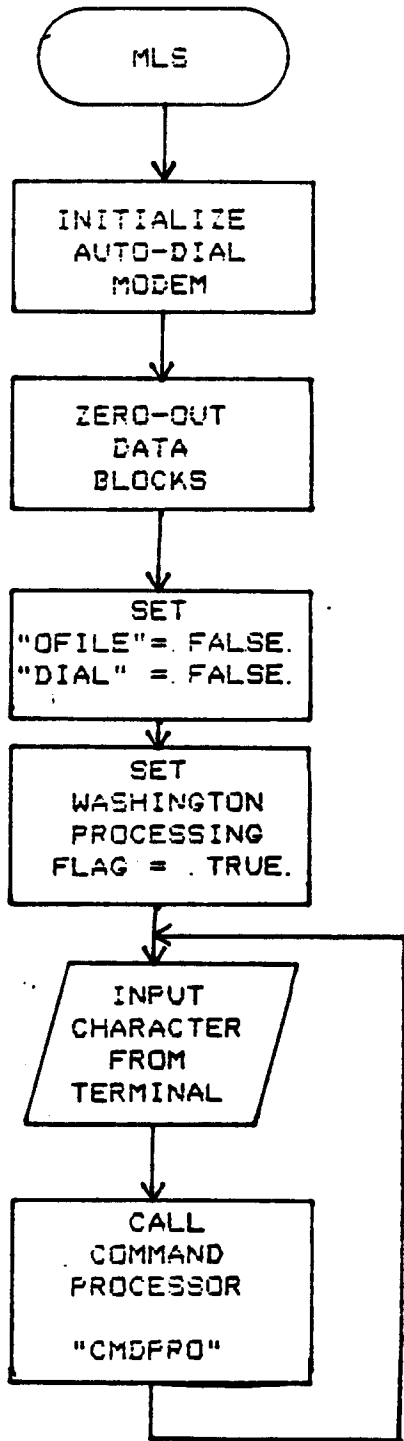 MLS
INITIALIZE
AUTO-DIAL
MODEM
ZERO-OUT
DATA
BLOCKS
SET
"OFILE"=.FALSE.
"DIAL" =.FALSE.
SET
WASHINGTON
PROCESSING
FLAG = .TRUE.
INPUT
CHARACTER
FROM
TERMINAL
CALL
COMMAND
PROCESSOR
"CMDPRO"